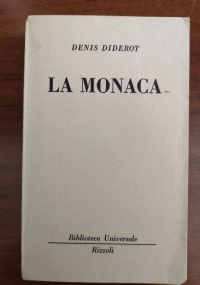 DENIS DIDEROT
LA MONACA
Biblioteca Universale
Rizzoli